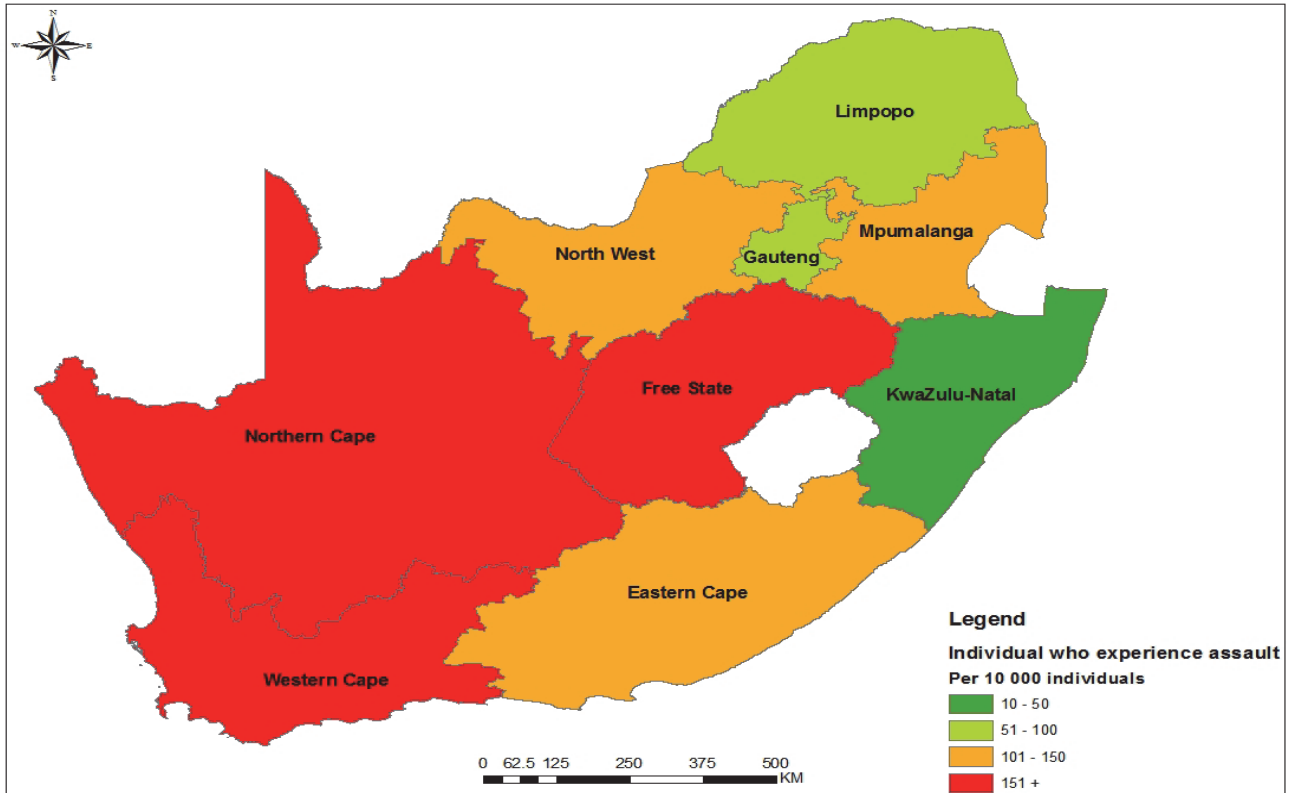 N
W E
S
Limpopo
Mpumalanga
North West
Gauteng
Free State
KwaZulu-Natal
Northern Cape
Eastern Cape
Western Cape
Legend
Individual who experience assault
Per 10 000 individuals
10 - 50
51 - 100
101 - 150
151 +
0 62.5 125 250 375 500
KM